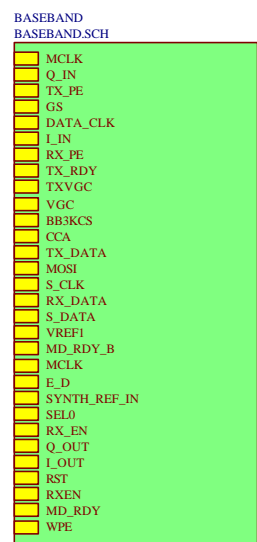 BASEBAND
BASEBAND.SCH
MCLK
Q_IN
TX_PE
GS
DATA_CLK
I_IN
RX_PE
TX_RDY
TXVGC
VGC
BB3KCS
CCA
TX_DATA
MOSI
S_CLK
RX_DATA
S_DATA
VREF1
MD_RDY_B
MCLK
E_D
SYNTH_REF_IN
SEL0
RX_EN
Q_OUT
I_OUT
RST
RXEN
MD_RDY
WPE